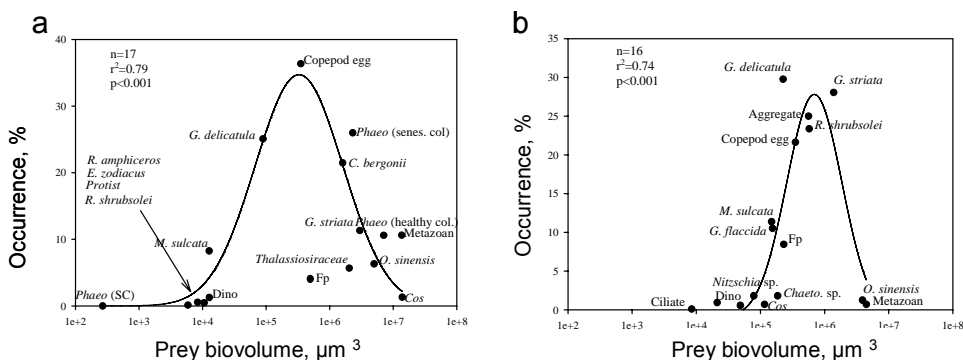 a
n=17
r²=0.79
p<0.001
40
30
20
10
0
Occurrence, %
Copepod egg
G. delicatula
Phaeo (senes. col)
C. bergonii
R. amphiceros
E. zodiacus
Protist
R. shrubsolei
G. striata Phaeo (healthy col.)
M. sulcata
Metazoan
Thalassiosiraceae
O. sinensis
Fp
Phaeo (SC)
Dino
Cos
1e+2 1e+3 1e+4 1e+5 1e+6 1e+7 1e+8
Prey biovolume, µm ³
b
n=16
r²=0.74
p<0.001
35
30
25
20
15
10
5
0
Occurrence, %
G. delicatula
G. striata
Aggregate
R. shrubsolei
Copepod egg
M. sulcata
G. flaccida
Fp
Nitzschia sp.
Chaeto. sp.
O. sinensis
Ciliate
Dino
Cos
Metazoan
1e+2 1e+3 1e+4 1e+5 1e+6 1e+7 1e+8
Prey biovolume, µm ³